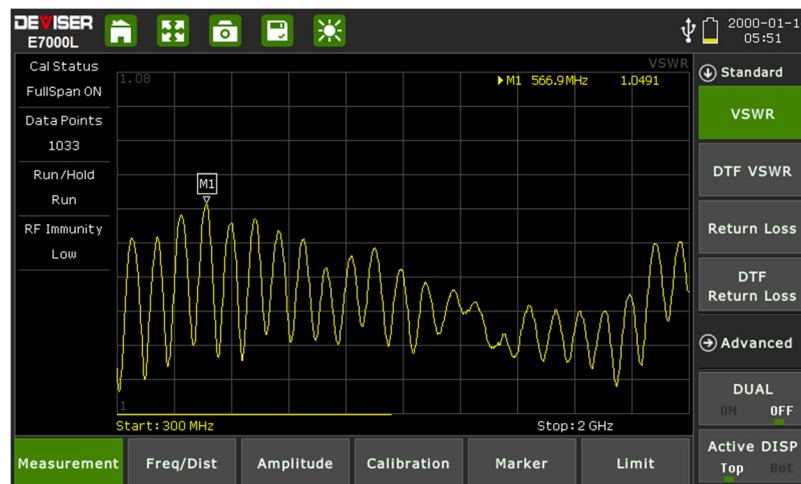 DEVISER
E7000L
2000-01-1
05:51
Cal Status
FullSpan ON
Data Points
1033
Run/Hold
Run
RF Immunity
Low
1.08
VSWR
M1 566.9MHz 1.0491
M1
1
Start:300 MHz
Stop:2 GHz
Standard
VSWR
DTF VSWR
Return Loss
DTF
Return Loss
Advanced
DUAL
ON OFF
Active DISP
Top Bot
Measurement
Freq/Dist
Amplitude
Calibration
Marker
Limit